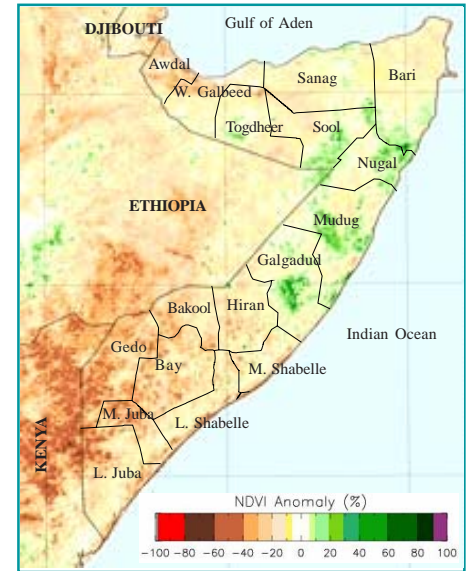 Gulf of Aden
DJIBOUTI
Awdal
Sanag
Bari
W. Galbeed
Togdheer
Sool
Nugal
ETHIOPIA
Mudug
Galgadud
Bakool
Hiran
Indian Ocean
Gedo
Bay
M. Shabelle
M. Juba
L. Shabelle
KENYA
L. Juba
NDVI Anomaly (%)
-100 -80 -60 -40 -20 0 20 40 60 80 100